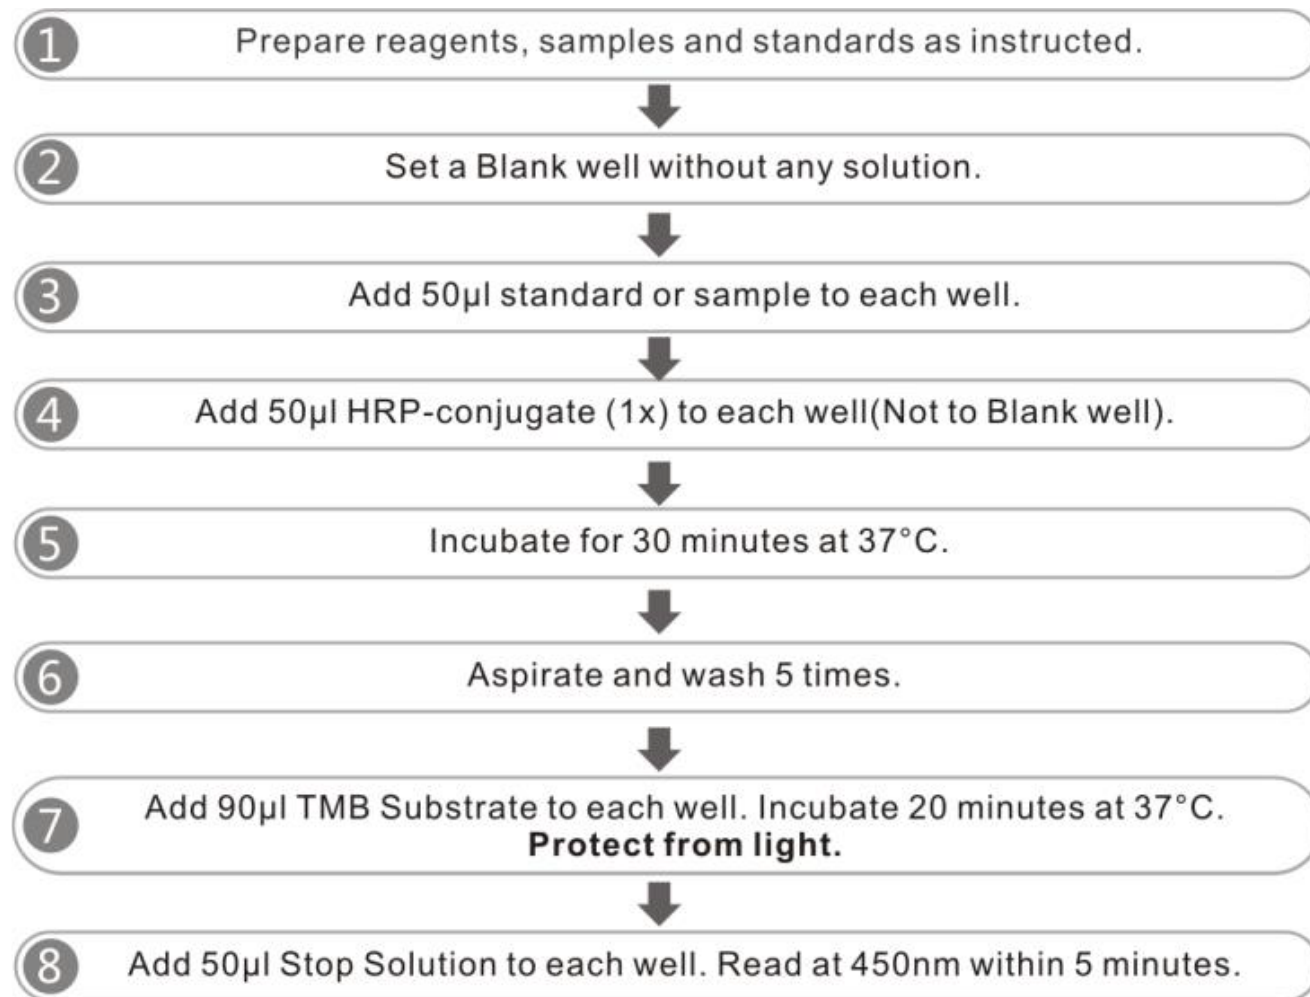 1 Prepare reagents, samples and standards as instructed.
2 Set a Blank well without any solution.
3 Add 50µl standard or sample to each well.
4 Add 50µl HRP-conjugate (1x) to each well(Not to Blank well).
5 Incubate for 30 minutes at 37°C.
6 Aspirate and wash 5 times.
7 Add 90µl TMB Substrate to each well. Incubate 20 minutes at 37°C.
Protect from light.
8 Add 50µl Stop Solution to each well. Read at 450nm within 5 minutes.